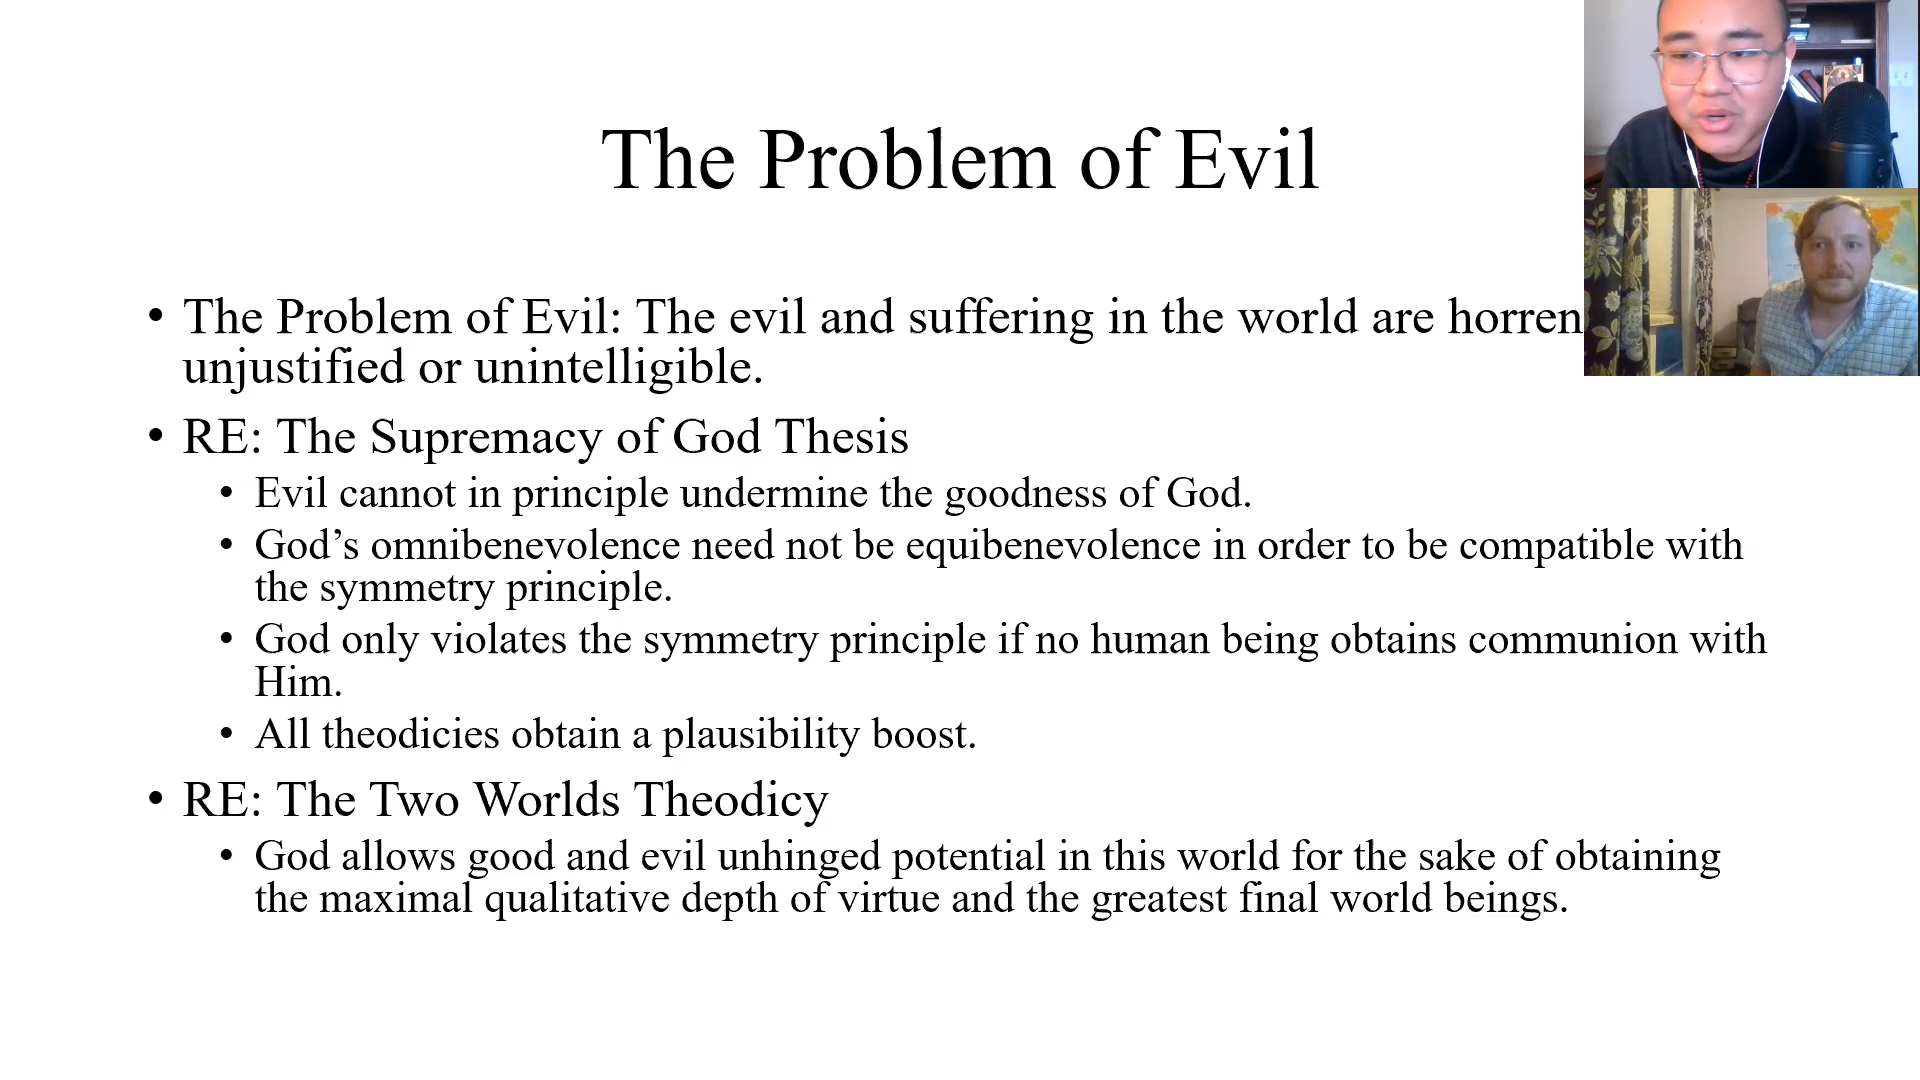 The Problem of Evil
• The Problem of Evil: The evil and suffering in the world are
unjustified or unintelligible.
• RE: The Supremacy of God Thesis
• Evil cannot in principle undermine the goodness of God.
• God’s omnibenevolence need not be equibenevolence in order to be compatible with
the symmetry principle.
• God only violates the symmetry principle if no human being obtains communion with
Him.
• All theodicies obtain a plausibility boost.
• RE: The Two Worlds Theodicy
• God allows good and evil unhinged potential in this world for the sake of obtaining
the maximal qualitative depth of virtue and the greatest final world beings.